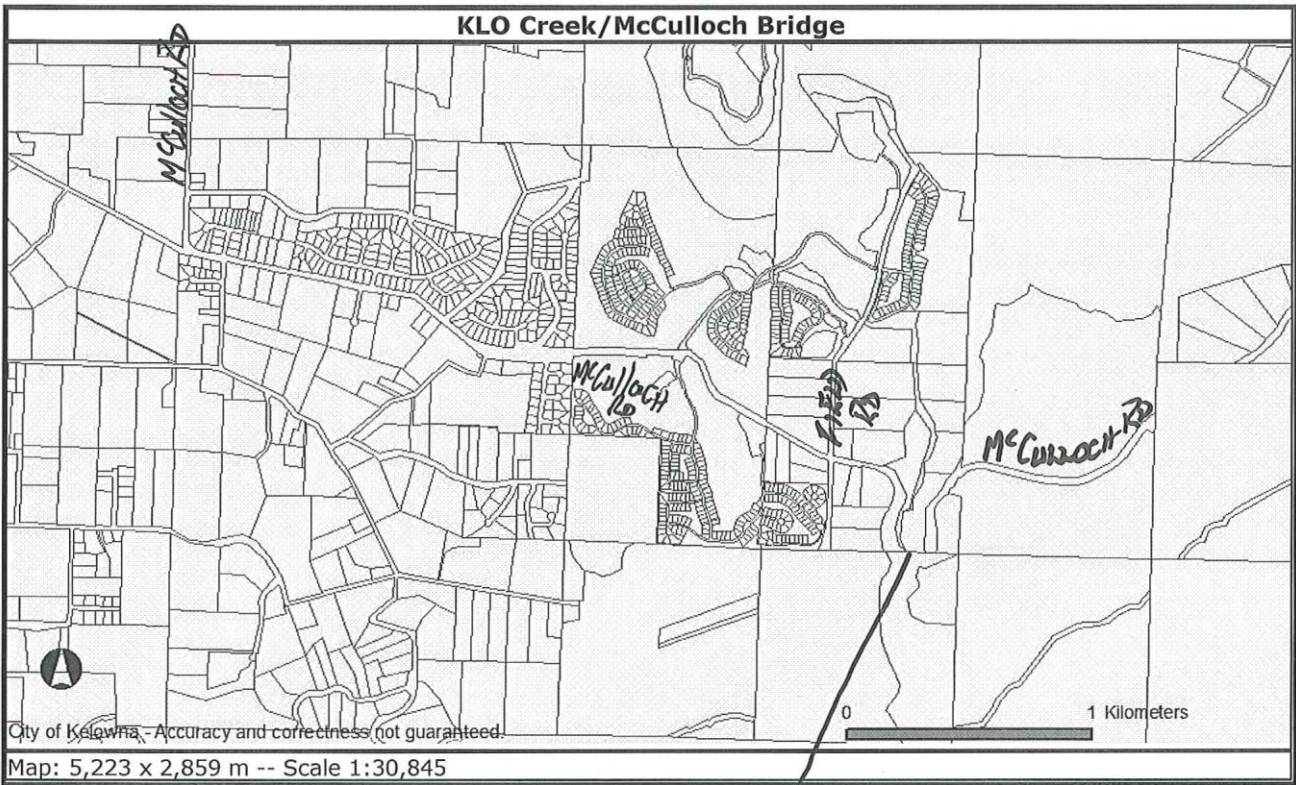 KLO Creek/McCulloch Bridge
McCulloch RD
McCulloch
RD
RD
McCulloch RD
0 1 Kilometers
City of Kelowna - Accuracy and correctness not guaranteed.
Map: 5,223 x 2,859 m -- Scale 1:30,845